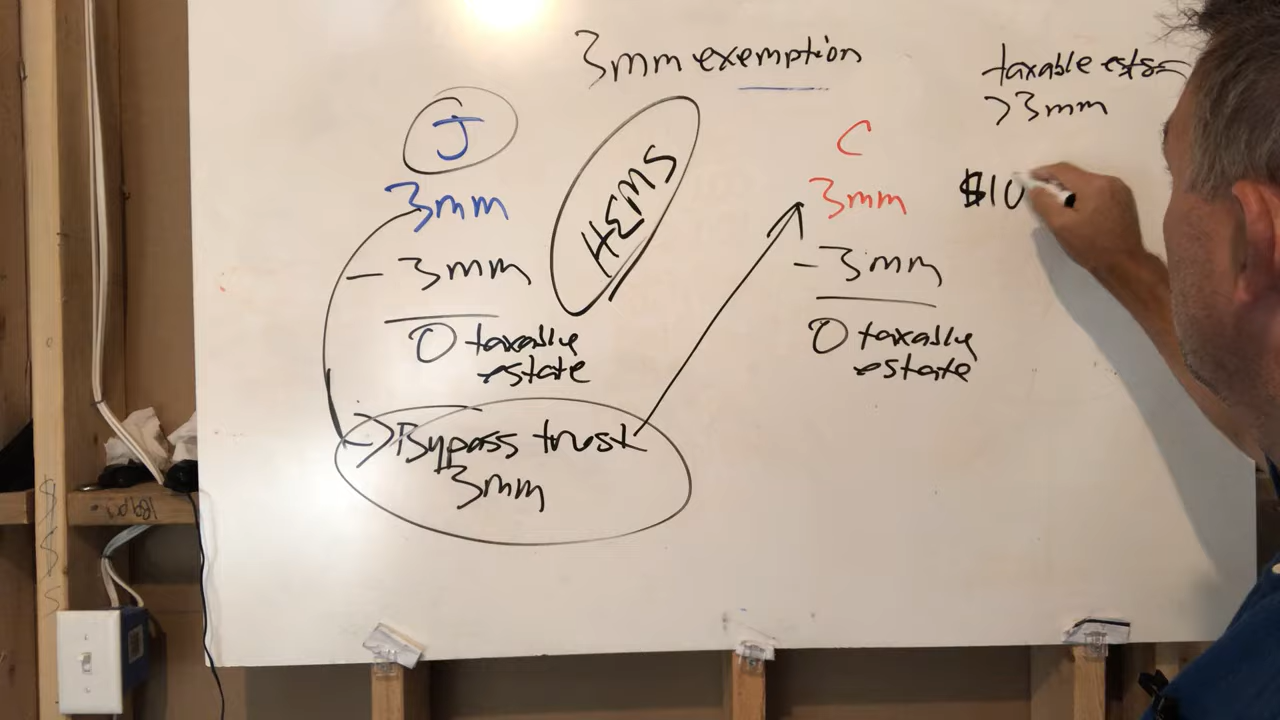 3mm exemption
taxable
>3mm
J
HEMS
C
3mm
3mm
$10
- 3mm
- 3mm
0 taxable
estate
0 taxable
estate
Bypass trust
3mm